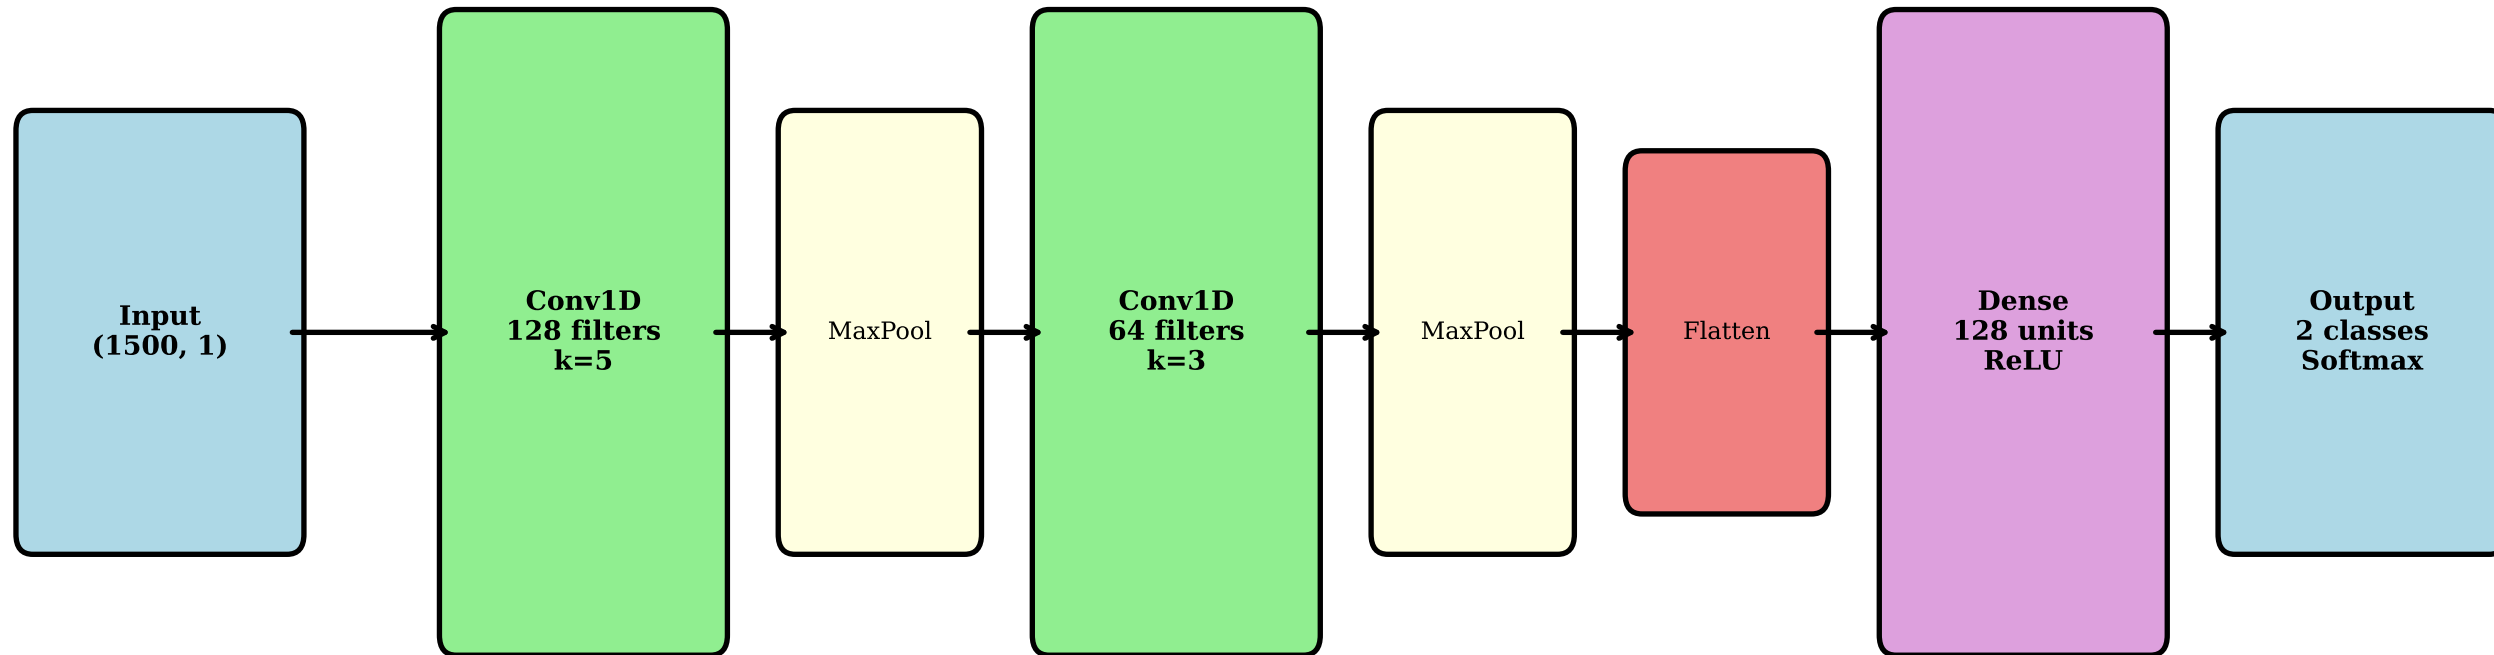 Input
(1500, 1)
Conv1D
128 filters
k=5
MaxPool
Conv1D
64 filters
k=3
MaxPool
Flatten
Dense
128 units
ReLU
Output
2 classes
Softmax